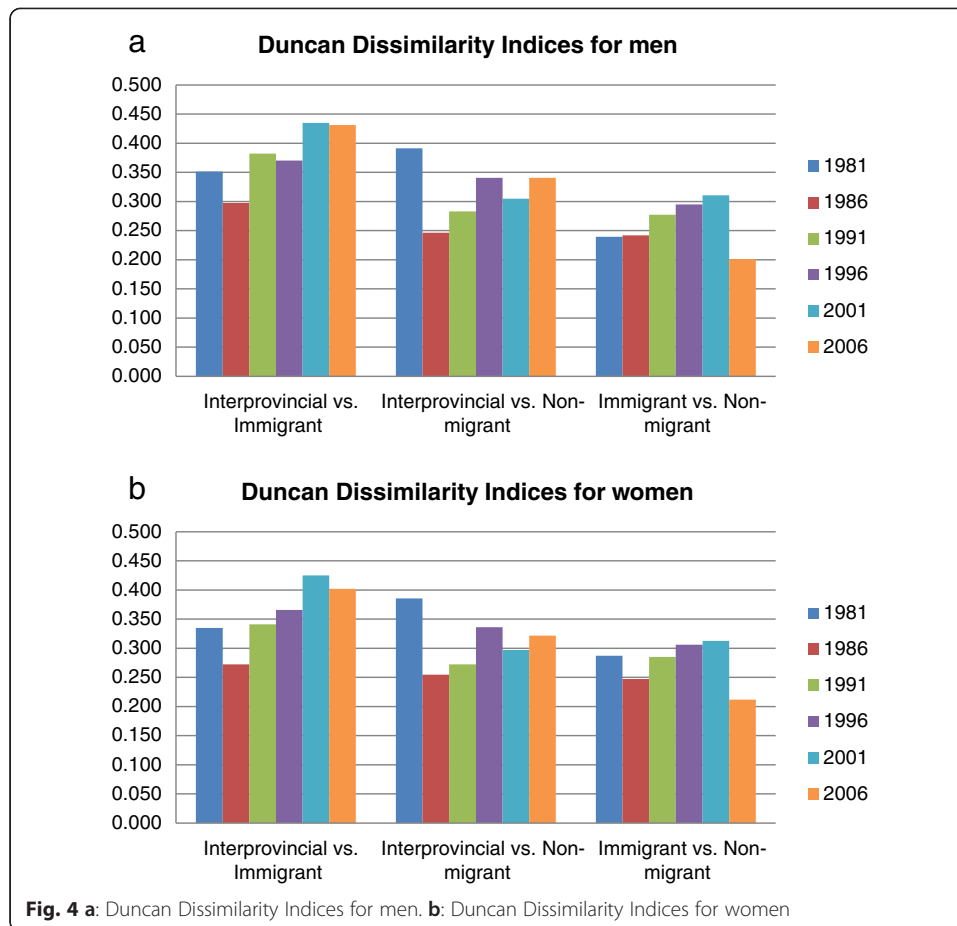 a
Duncan Dissimilarity Indices for men
0.500
0.450
0.400
0.350
0.300
0.250
0.200
0.150
0.100
0.050
0.000
Interprovincial vs.
Immigrant
Interprovincial vs. Non-
migrant
Immigrant vs. Non-
migrant
1981
1986
1991
1996
2001
2006
b
Duncan Dissimilarity Indices for women
0.500
0.450
0.400
0.350
0.300
0.250
0.200
0.150
0.100
0.050
0.000
Interprovincial vs.
Immigrant
Interprovincial vs. Non-
migrant
Immigrant vs. Non-
migrant
1981
1986
1991
1996
2001
2006
Fig. 4 a: Duncan Dissimilarity Indices for men. b: Duncan Dissimilarity Indices for women